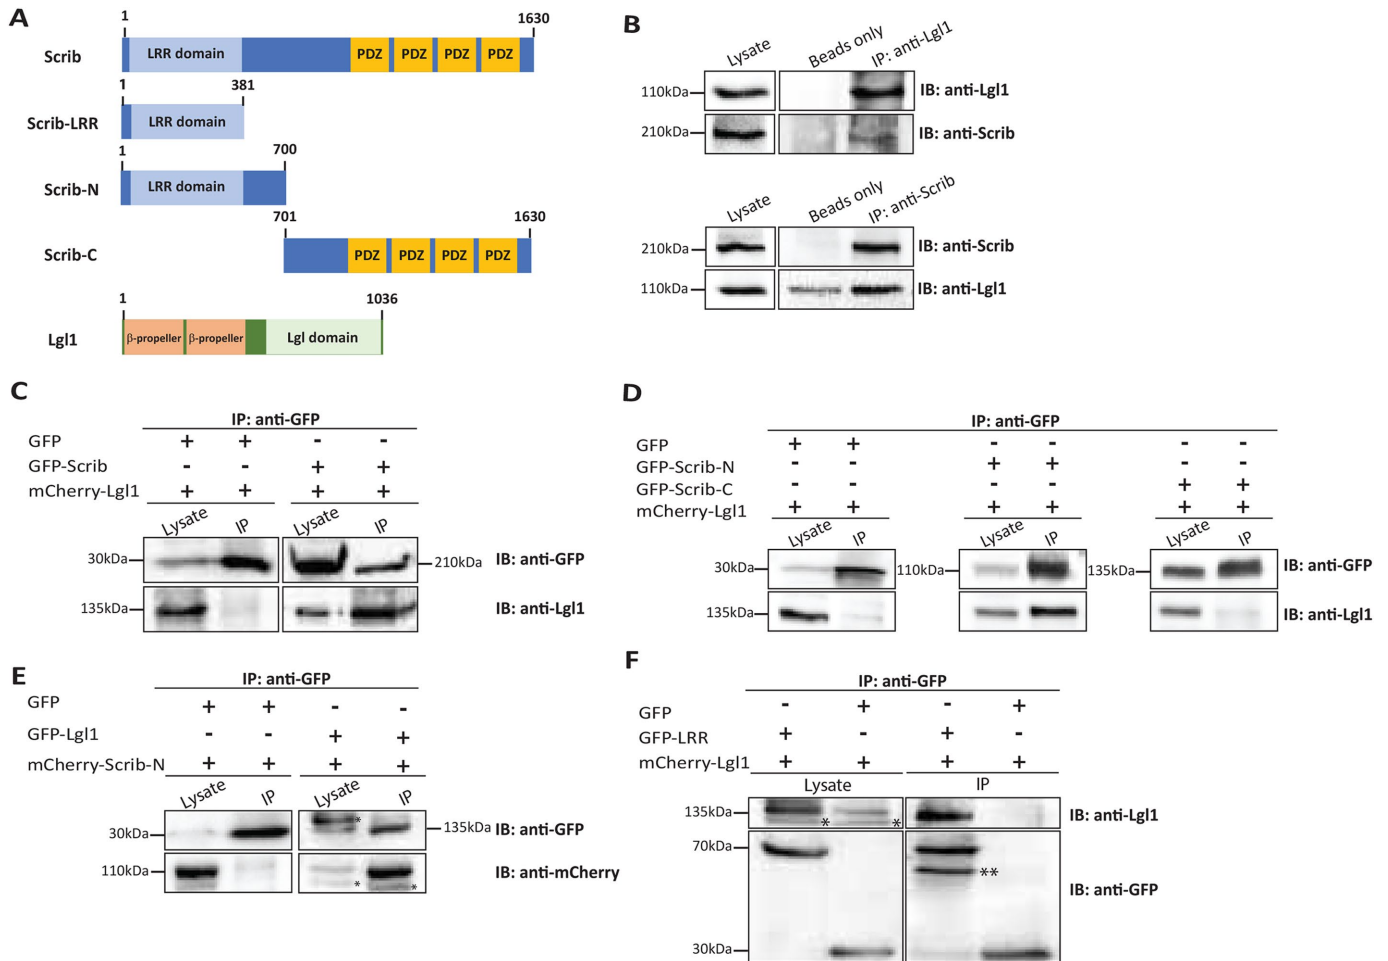 A
1 1630
Scrib LRR domain PDZ PDZ PDZ PDZ
1 381
Scrib-LRR LRR domain
1 700
Scrib-N LRR domain
701 1630
Scrib-C PDZ PDZ PDZ PDZ
1 1036
Lgl1 β-propeller β-propeller Lgl domain
B
Lysate Beads only IP: anti-Lgl1
110kDa IB: anti-Lgl1
210kDa IB: anti-Scrib
Lysate Beads only IP: anti-Scrib
210kDa IB: anti-Scrib
110kDa IB: anti-Lgl1
C
IP: anti-GFP
GFP + + - -
GFP-Scrib - - + +
mCherry-Lgl1 + + + +
Lysate IP Lysate IP
30kDa 210kDa IB: anti-GFP
135kDa IB: anti-Lgl1
D
IP: anti-GFP
GFP + + - - - -
GFP-Scrib-N - - + + - -
GFP-Scrib-C - - - - + +
mCherry-Lgl1 + + + + + +
Lysate IP Lysate IP Lysate IP
30kDa 110kDa 135kDa IB: anti-GFP
135kDa IB: anti-Lgl1
E
IP: anti-GFP
GFP + + - -
GFP-Lgl1 - - + +
mCherry-Scrib-N + + + +
Lysate IP Lysate IP
30kDa * 135kDa IB: anti-GFP
110kDa * * IB: anti-mCherry
F
IP: anti-GFP
GFP - + - +
GFP-LRR + - + -
mCherry-Lgl1 + + + +
Lysate IP
135kDa * * IB: anti-Lgl1
70kDa
**
IB: anti-GFP
30kDa